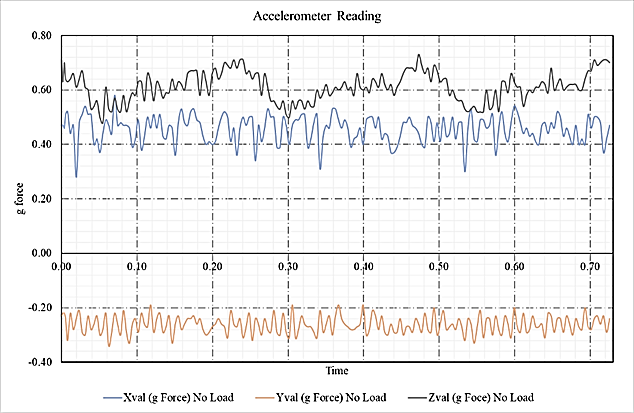 Accelerometer Reading
0.80
0.60
0.40
0.20
0.00
-0.20
-0.40
g force
0.00 0.10 0.20 0.30 0.40 0.50 0.60 0.70
Time
Xval (g Force) No Load Yval (g Force) No Load Zval (g Foce) No Load